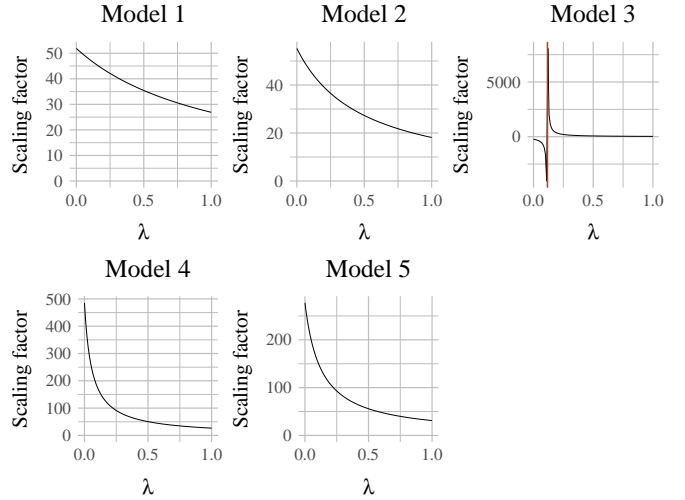 Model 1
Model 2
Model 3
Scaling factor
50
40
30
20
10
0
0.0 0.5 1.0
λ
Scaling factor
40
20
0
0.0 0.5 1.0
λ
Scaling factor
5000
0
0.0 0.5 1.0
λ
Model 4
Model 5
Scaling factor
500
400
300
200
100
0
0.0 0.5 1.0
λ
Scaling factor
200
100
0
0.0 0.5 1.0
λ